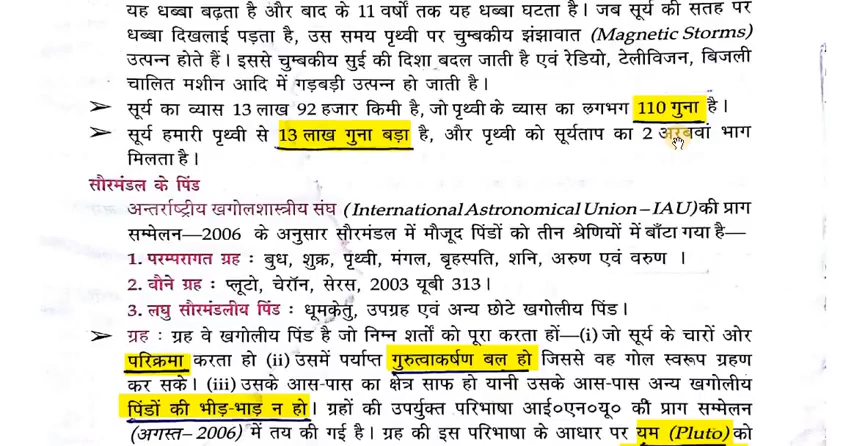 यह धब्बा बढ़ता है और बाद के 11 वर्षों तक यह धब्बा घटता है। जब सूर्य की सतह पर
धब्बा दिखलाई पड़ता है, उस समय पृथ्वी पर चुम्बकीय झंझावात (Magnetic Storms)
उत्पन्न होते हैं। इससे चुम्बकीय सुई की दिशा बदल जाती है एवं रेडियो, टेलीविजन, बिजली
चालित मशीन आदि में गड़बड़ी उत्पन्न हो जाती है।
➢ सूर्य का व्यास 13 लाख 92 हजार किमी है, जो पृथ्वी के व्यास का लगभग 110 गुना है।
➢ सूर्य हमारी पृथ्वी से 13 लाख गुना बड़ा है, और पृथ्वी को सूर्यताप का 2 अरबवां भाग
मिलता है।
सौरमंडल के पिंड
अन्तर्राष्ट्रीय खगोलशास्त्रीय संघ (International Astronomical Union–IAU) की प्राग
सम्मेलन—2006 के अनुसार सौरमंडल में मौजूद पिंडों को तीन श्रेणियों में बाँटा गया है—
1. परम्परागत ग्रह : बुध, शुक्र, पृथ्वी, मंगल, बृहस्पति, शनि, अरुण एवं वरुण ।
2. बौने ग्रह : प्लूटो, चेरॉन, सेरस, 2003 यूबी 313।
3. लघु सौरमंडलीय पिंड : धूमकेतु, उपग्रह एवं अन्य छोटे खगोलीय पिंड।
➢ ग्रह : ग्रह वे खगोलीय पिंड है जो निम्न शर्तों को पूरा करता हों—(i) जो सूर्य के चारों ओर
परिक्रमा करता हो (ii) उसमें पर्याप्त गुरुत्वाकर्षण बल हो जिससे वह गोल स्वरूप ग्रहण
कर सके। (iii) उसके आस-पास का क्षेत्र साफ हो यानी उसके आस-पास अन्य खगोलीय
पिंडों की भीड़-भाड़ न हो। ग्रहों की उपर्युक्त परिभाषा आई०एन०यू० की प्राग सम्मेलन
(अगस्त–2006) में तय की गई है। ग्रह की इस परिभाषा के आधार पर यम (Pluto) को